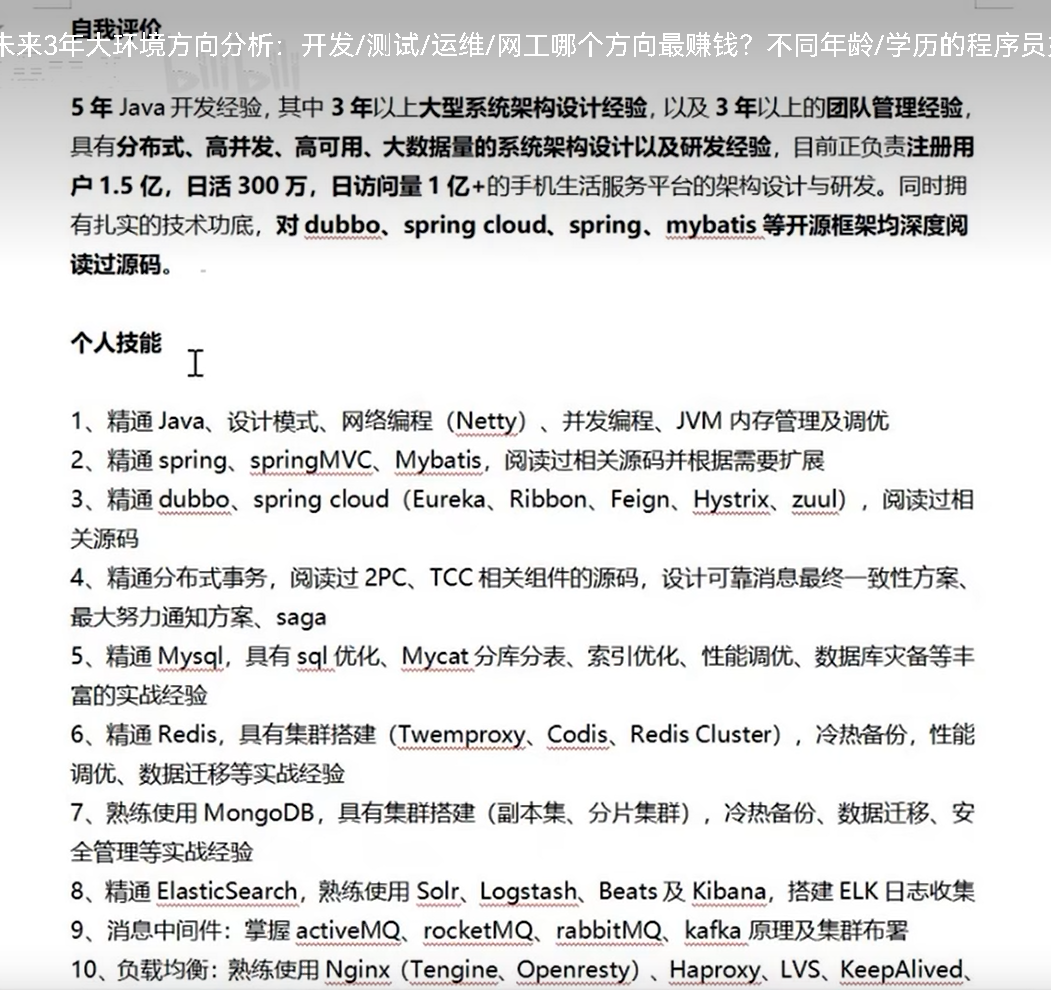 自我评价
未来3年大环境方向分析：开发/测试/运维/网工哪个方向最赚钱？不同年龄/学历的程序员
bilibili
5 年 Java 开发经验, 其中 3 年以上大型系统架构设计经验, 以及 3 年以上的团队管理经验,
具有分布式、高并发、高可用、大数据量的系统架构设计以及研发经验，目前正负责注册用
户 1.5 亿，日活 300 万，日访问量 1 亿+的手机生活服务平台的架构设计与研发。同时拥
有扎实的技术功底，对 dubbo、spring cloud、spring、mybatis 等开源框架均深度阅
读过源码。
个人技能
1、精通 Java、设计模式、网络编程（Netty）、并发编程、JVM 内存管理及调优
2、精通 spring、springMVC、Mybatis，阅读过相关源码并根据需要扩展
3、精通 dubbo、spring cloud（Eureka、Ribbon、Feign、Hystrix、zuul），阅读过相
关源码
4、精通分布式事务，阅读过 2PC、TCC 相关组件的源码，设计可靠消息最终一致性方案、
最大努力通知方案、saga
5、精通 Mysql，具有 sql 优化、Mycat 分库分表、索引优化、性能调优、数据库灾备等丰
富的实战经验
6、精通 Redis，具有集群搭建（Twemproxy、Codis、Redis Cluster），冷热备份，性能
调优、数据迁移等实战经验
7、熟练使用 MongoDB，具有集群搭建（副本集、分片集群），冷热备份、数据迁移、安
全管理等实战经验
8、精通 ElasticSearch，熟练使用 Solr、Logstash、Beats 及 Kibana，搭建 ELK 日志收集
9、消息中间件：掌握 activeMQ、rocketMQ、rabbitMQ、kafka 原理及集群布署
10、负载均衡：熟练使用 Nginx（Tengine、Openresty）、Haproxy、LVS、KeepAlived、